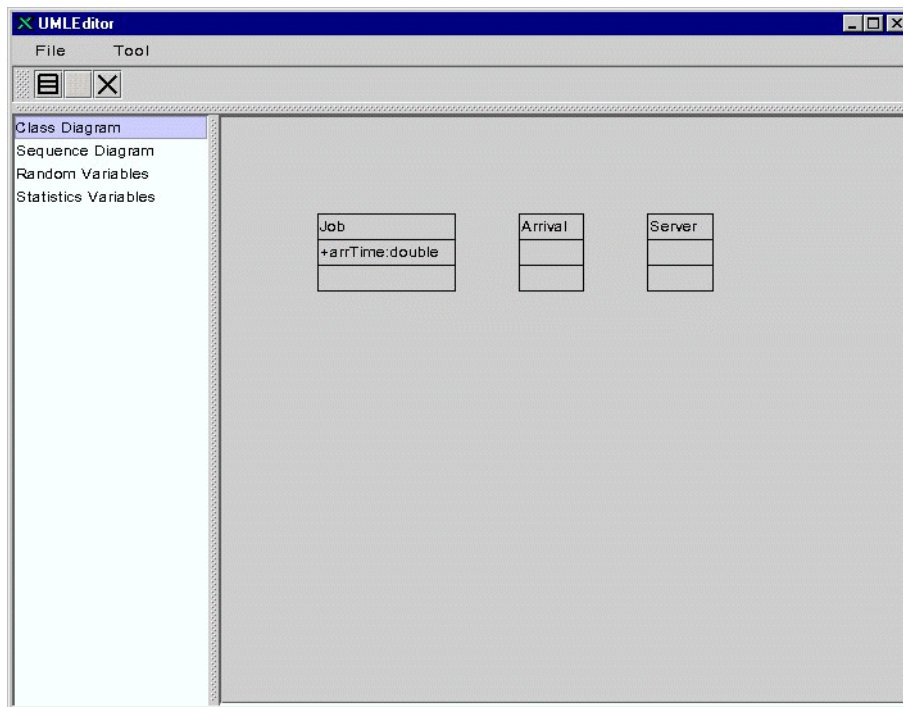 UMLEditor
File Tool
Class Diagram
Sequence Diagram
Random Variables
Statistics Variables
Job
+arrTime:double
Arrival
Server